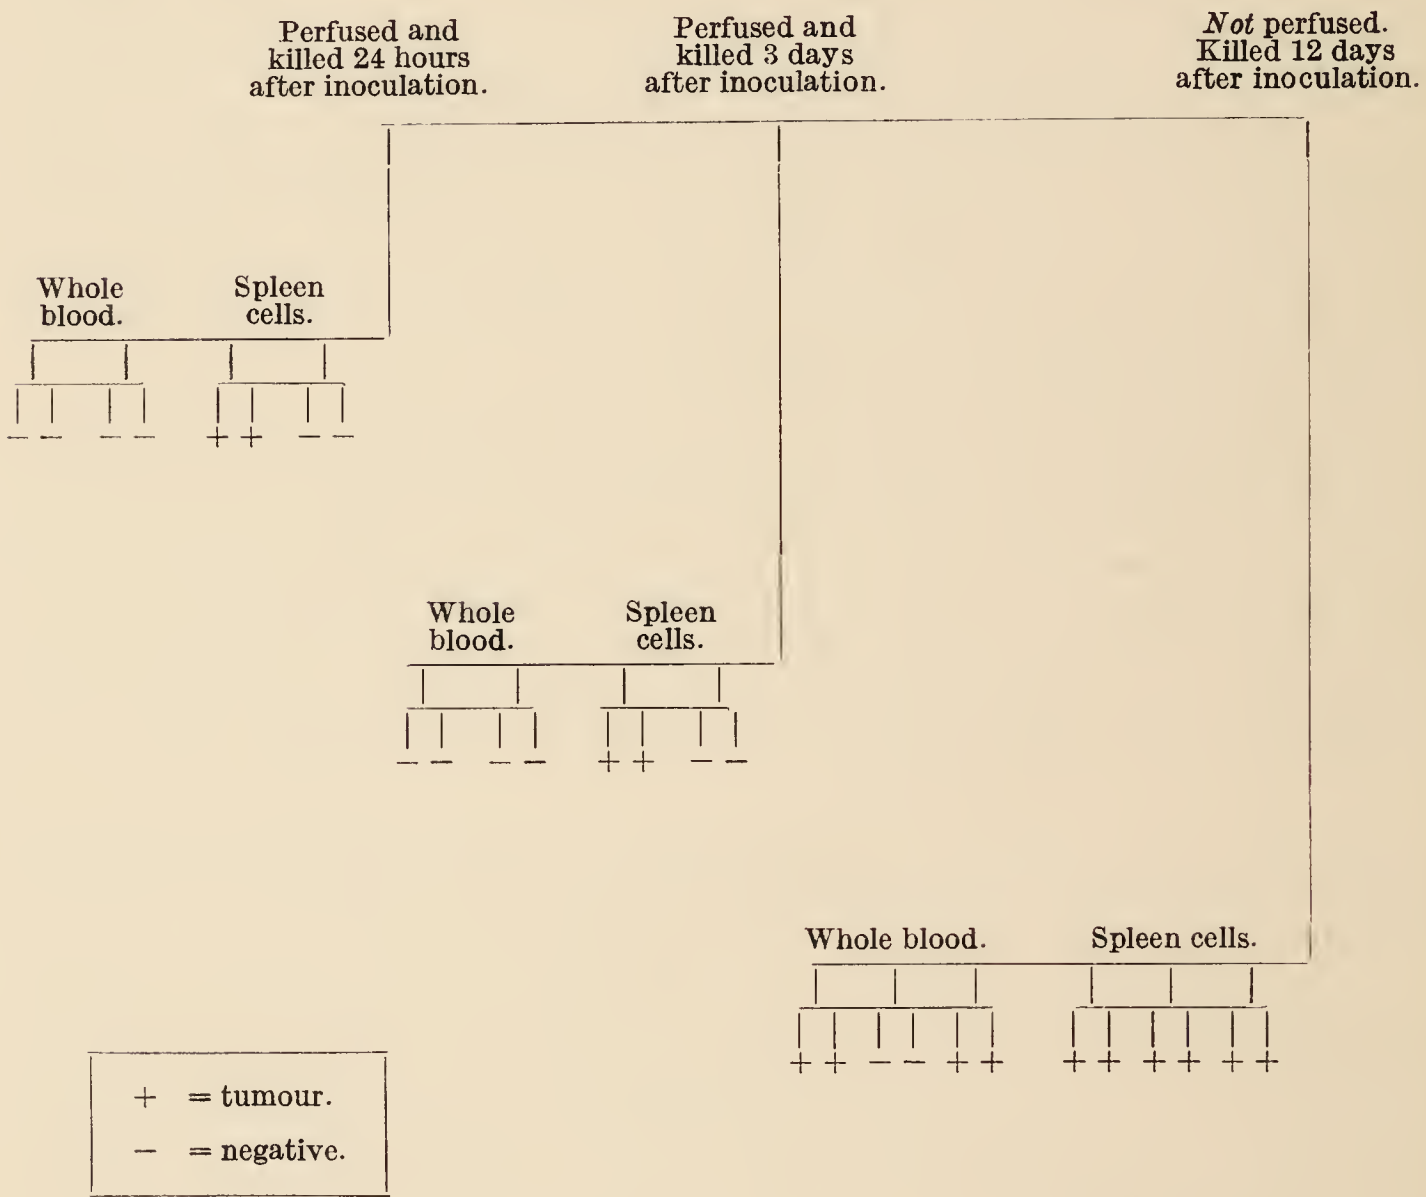 Perfused and
killed 24 hours
after inoculation.
Perfused and
killed 3 days
after inoculation.
Not perfused.
Killed 12 days
after inoculation.
Whole
blood.
Spleen
cells.
— — — — + + — —
Whole
blood.
Spleen
cells.
— — — — + + — —
Whole blood. Spleen cells.
+ + — — + + + + + + + +
+ = tumour.
— = negative.